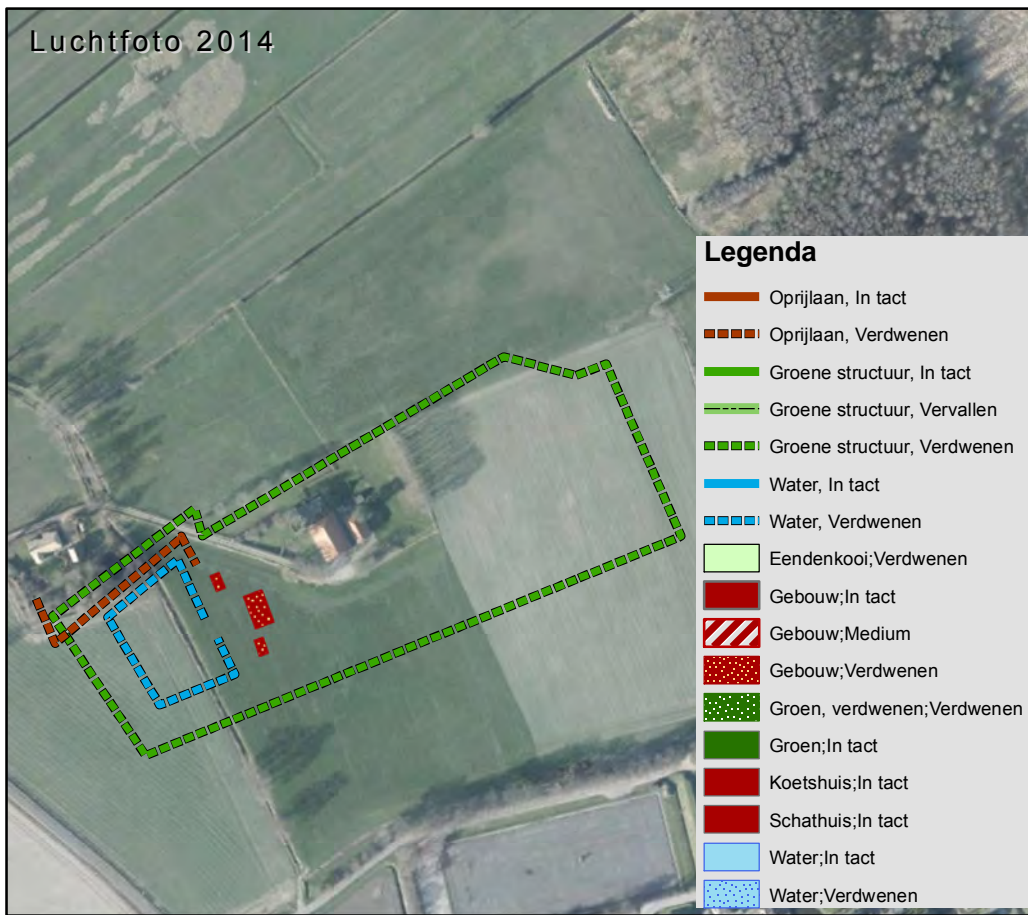 Luchtfoto 2014
Legenda
Oprijlaan, In tact
Oprijlaan, Verdwenen
Groene structuur, In tact
Groene structuur, Vervallen
Groene structuur, Verdwenen
Water, In tact
Water, Verdwenen
Eendenkooi;Verdwenen
Gebouw;In tact
Gebouw;Medium
Gebouw;Verdwenen
Groen, verdwenen;Verdwenen
Groen;In tact
Koetshuis;In tact
Schathuis;In tact
Water;In tact
Water;Verdwenen